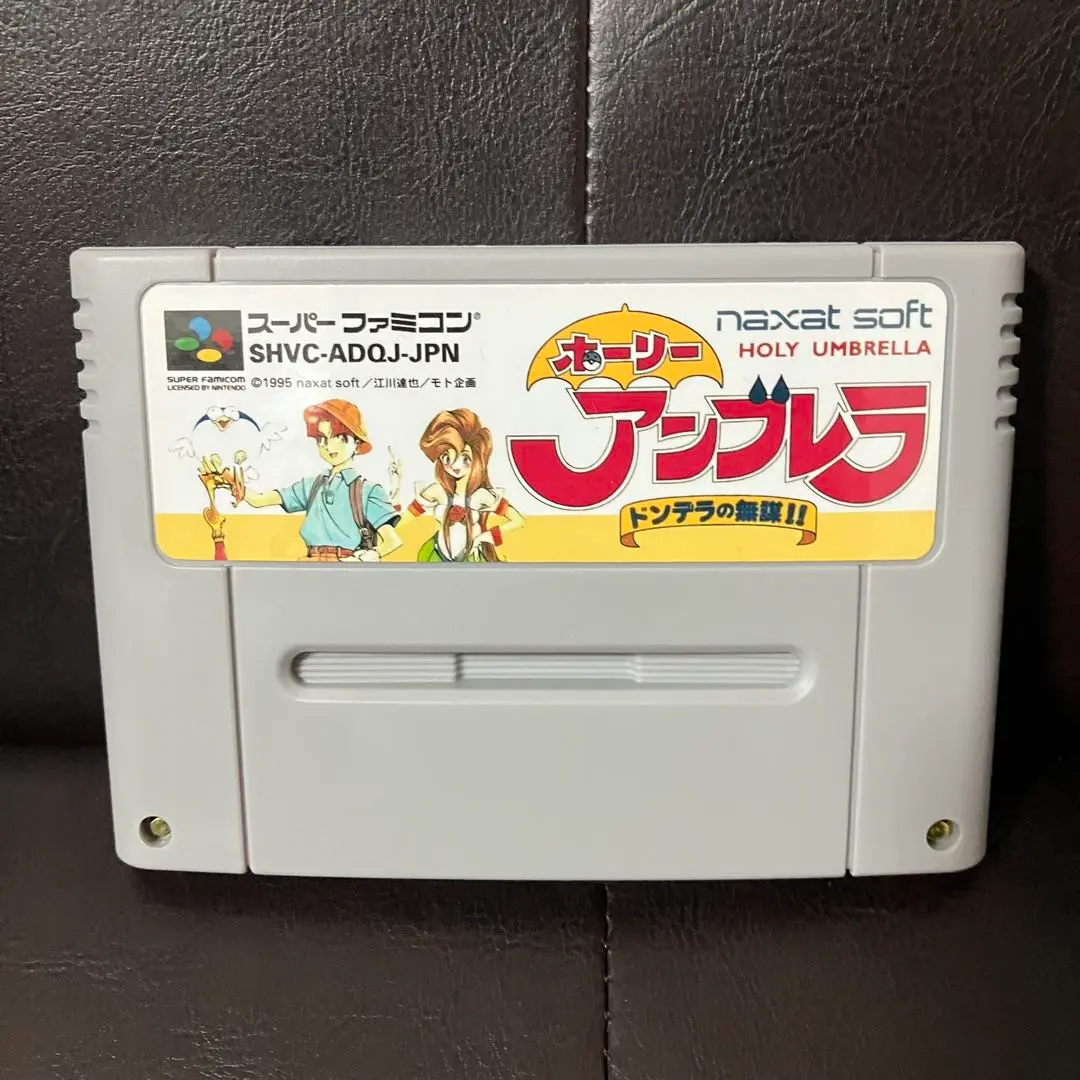 スーパーファミコン®
SHVC-ADQJ-JPN
SUPER FAMICOM
LICENSED BY NINTENDO
©1995 naxat soft/江川達也/モト企画
naxat soft
HOLY UMBRELLA
ホーリー
アンブレラ
ドンデラの無謀!!